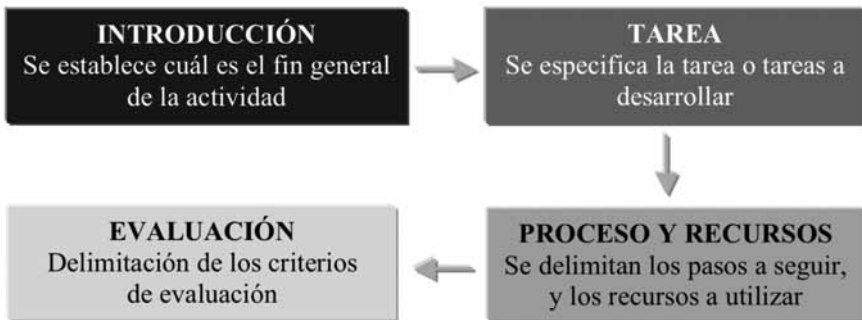 INTRODUCCIÓN
Se establece cuál es el fin general
de la actividad
TAREA
Se especifica la tarea o tareas a
desarrollar
PROCESO Y RECURSOS
Se delimitan los pasos a seguir,
y los recursos a utilizar
EVALUACIÓN
Delimitación de los criterios
de evaluación